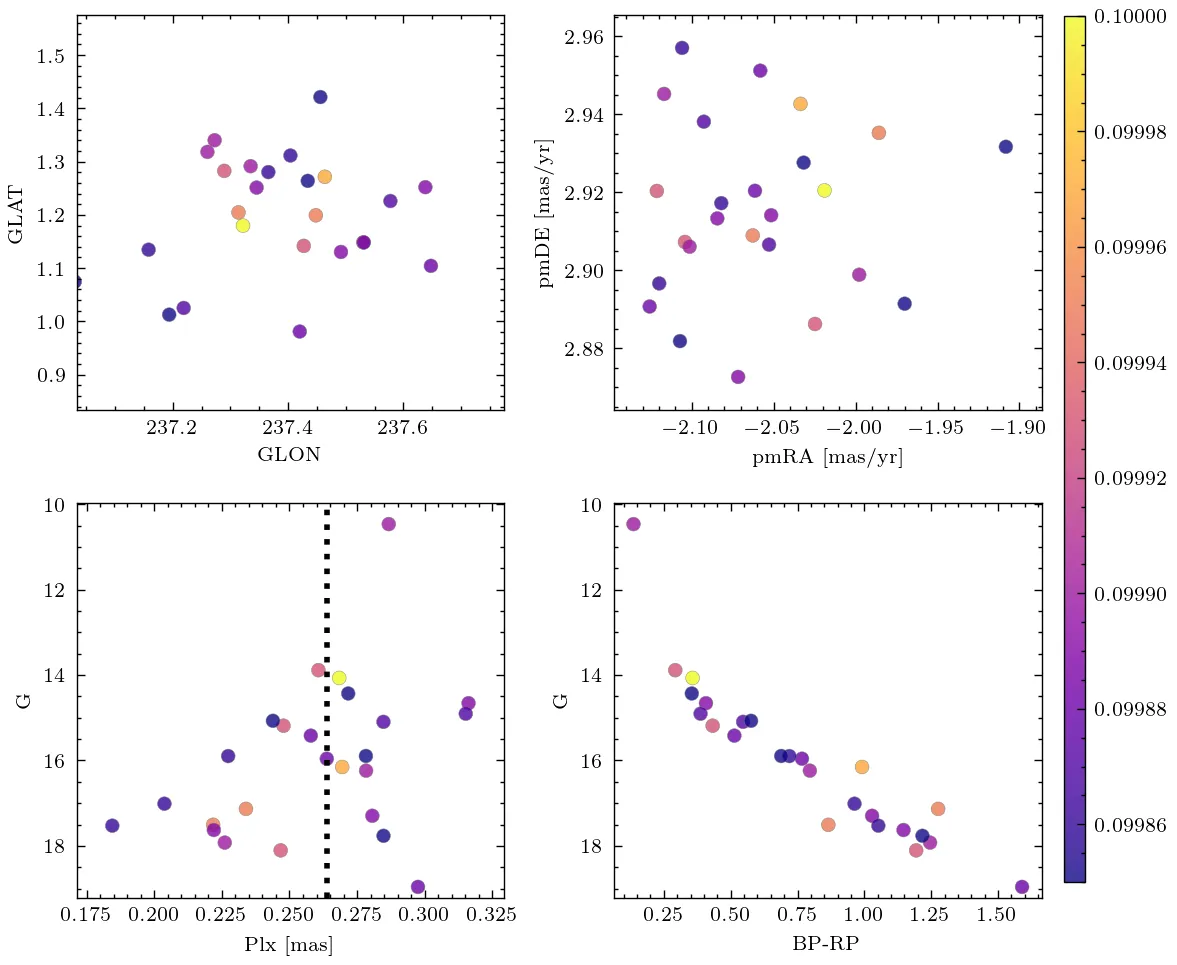 1.5
1.4
1.3
1.2
1.1
1.0
0.9
GLAT
237.2 237.4 237.6
GLON
2.96
2.94
2.92
2.90
2.88
pmDE [mas/yr]
−2.10 −2.05 −2.00 −1.95 −1.90
pmRA [mas/yr]
10
12
14
16
18
G
0.175 0.200 0.225 0.250 0.275 0.300 0.325
Plx [mas]
10
12
14
16
18
G
0.25 0.50 0.75 1.00 1.25 1.50
BP-RP
0.10000
0.09998
0.09996
0.09994
0.09992
0.09990
0.09988
0.09986